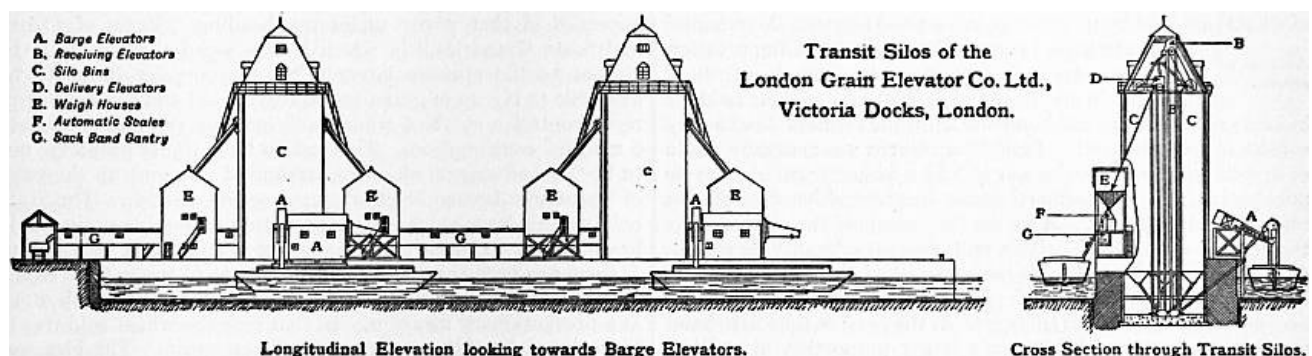 A. Barge Elevators
B. Receiving Elevators
C. Silo Bins
D. Delivery Elevators
E. Weigh Houses
F. Automatic Scales
G. Sack Band Gantry
Transit Silos of the
London Grain Elevator Co. Ltd.,
Victoria Docks, London.
C
E
A
E
G
A
G
C
E
A
E
B
D
C
C
E
F
G
A
Longitudinal Elevation looking towards Barge Elevators.
Cross Section through Transit Silos.